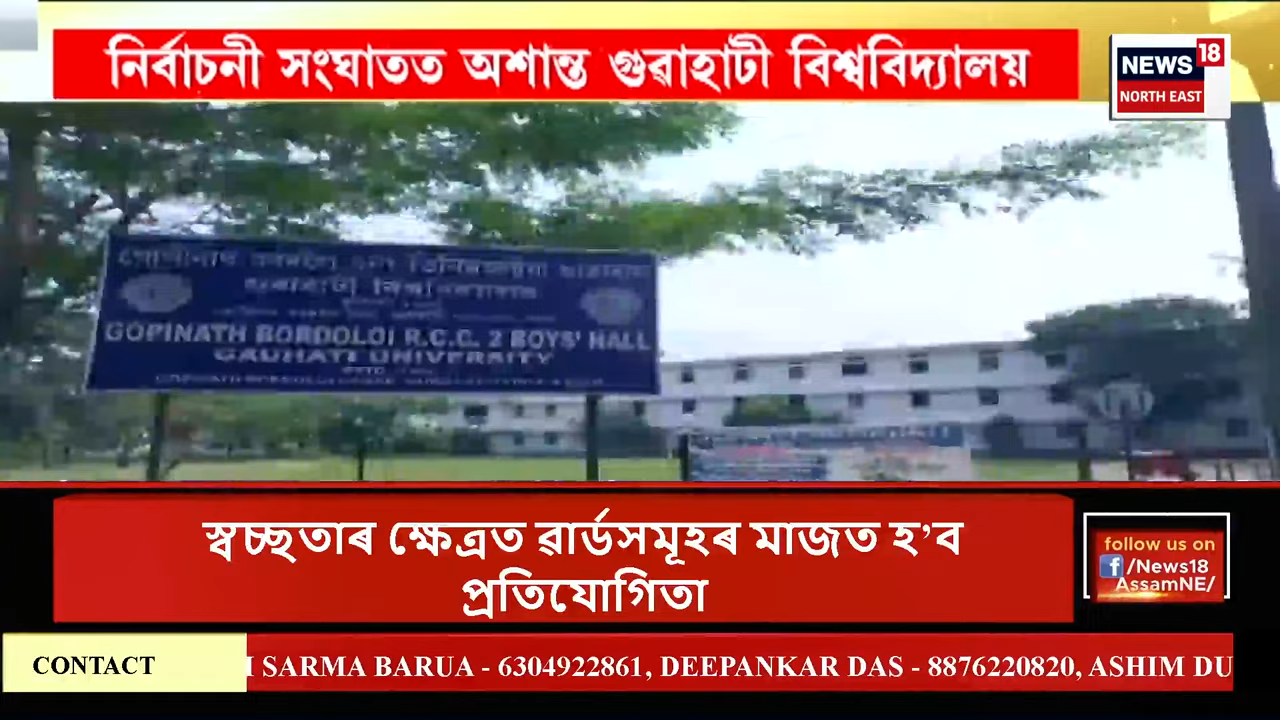 নিৰ্বাচনী সংঘাতত অশান্ত গুৱাহাটী বিশ্ববিদ্যালয়
NEWS 18
NORTH EAST
GOPINATH BORDOLOI R.C.C. 2 BOYS' HALL
GAUHATI UNIVERSITY
স্বচ্ছতাৰ ক্ষেত্ৰত ৱাৰ্ডসমূহৰ মাজত হ'ব
প্ৰতিযোগিতা
follow us on
/News18
AssamNE/
CONTACT
SARMA BARUA - 6304922861, DEEPANKAR DAS - 8876220820, ASHIM DU